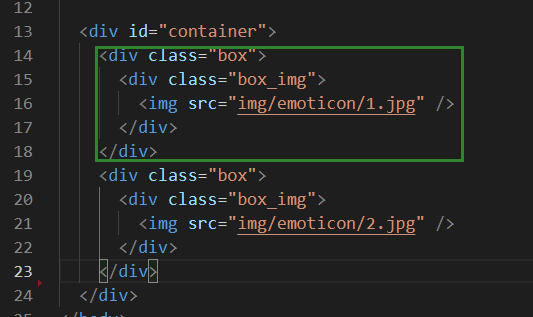 12
13 <div id="container">
14 <div class="box">
15 <div class="box_img">
16 <img src="img/emoticon/1.jpg" />
17 </div>
18 </div>
19 <div class="box">
20 <div class="box_img">
21 <img src="img/emoticon/2.jpg" />
22 </div>
23 </div>
24 </div>
25 </body>